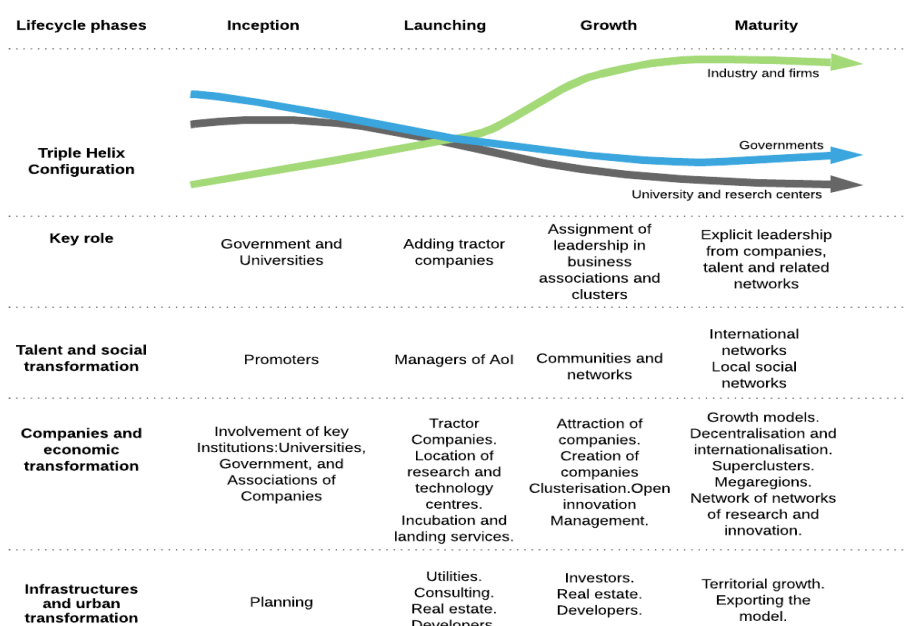 Lifecycle phases Inception Launching Growth Maturity
Industry and firms
Triple Helix
Configuration
Governments
University and reserch centers
Key role
Government and
Universities
Adding tractor
companies
Assignment of
leadership in
business
associations and
clusters
Explicit leadership
from companies,
talent and related
networks
Talent and social
transformation
Promoters
Managers of AoI
Communities and
networks
International
networks
Local social
networks
Companies and
economic
transformation
Involvement of key
Institutions:Universities,
Government, and
Associations of
Companies
Tractor
Companies.
Location of
research and
technology
centres.
Incubation and
landing services.
Attraction of
companies.
Creation of
companies
Clusterisation.Open
innovation
Management.
Growth models.
Decentralisation and
internationalisation.
Superclusters.
Megaregions.
Network of networks
of research and
innovation.
Infrastructures
and urban
transformation
Planning
Utilities.
Consulting.
Real estate.
Developers
Investors.
Real estate.
Developers.
Territorial growth.
Exporting the
model.